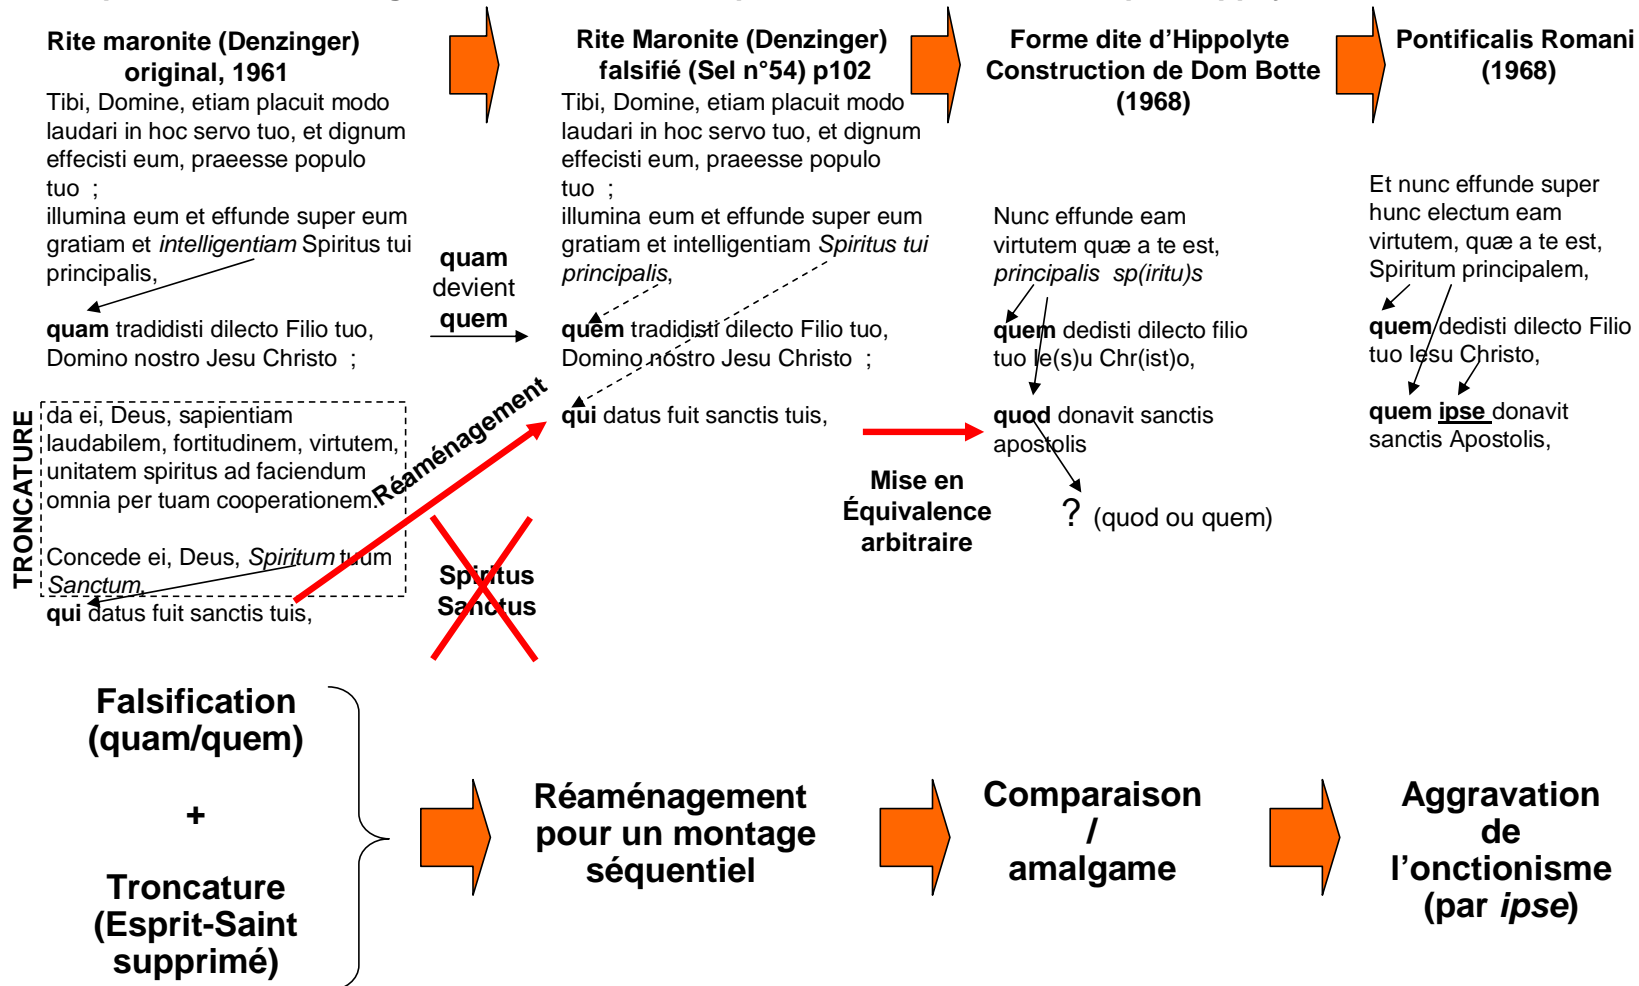 Rite maronite (Denzinger)
original, 1961
Tibi, Domine, etiam placuit modo
laudari in hoc servo tuo, et dignum
effecisti eum, praeesse populo
tuo ;
illumina eum et effunde super eum
gratiam et intelligentiam Spiritus tui
principalis,
quam tradidisti dilecto Filio tuo,
Domino nostro Jesu Christo ;
TRONCATURE
da ei, Deus, sapientiam
laudabilem, fortitudinem, virtutem,
unitatem spiritus ad faciendum
omnia per tuam cooperationem.
Concede ei, Deus, Spiritum tuum
Sanctum,
qui datus fuit sanctis tuis,
quam
devient
quem
Réaménagement
Spiritus
Sanctus
Rite Maronite (Denzinger)
falsifié (Sel n°54) p102
Tibi, Domine, etiam placuit modo
laudari in hoc servo tuo, et dignum
effecisti eum, praeesse populo
tuo ;
illumina eum et effunde super eum
gratiam et intelligentiam Spiritus tui
principalis,
quem tradidisti dilecto Filio tuo,
Domino nostro Jesu Christo ;
qui datus fuit sanctis tuis,
Mise en
Équivalence
arbitraire
Forme dite d'Hippolyte
Construction de Dom Botte
(1968)
Nunc effunde eam
virtutem quæ a te est,
principalis sp(iritu)s
quem dedisti dilecto filio
tuo Ie(s)u Chr(ist)o,
quod donavit sanctis
apostolis
? (quod ou quem)
Pontificalis Romani
(1968)
Et nunc effunde super
hunc electum eam
virtutem, quæ a te est,
Spiritum principalem,
quem dedisti dilecto Filio
tuo Iesu Christo,
quem ipse donavit
sanctis Apostolis,
Falsification
(quam/quem)
+
Troncature
(Esprit-Saint
supprimé)
Réaménagement
pour un montage
séquentiel
Comparaison
/
amalgame
Aggravation
de
l'onctionisme
(par ipse)